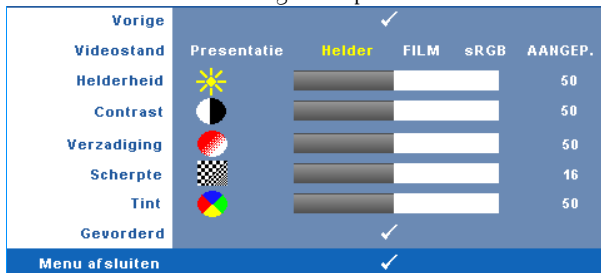 Vorige
Videostand Presentatie Helder FILM sRGB AANGEP.
Helderheid 50
Contrast 50
Verzadiging 50
Scherpte 16
Tint 50
Gevorderd
Menu afsluiten